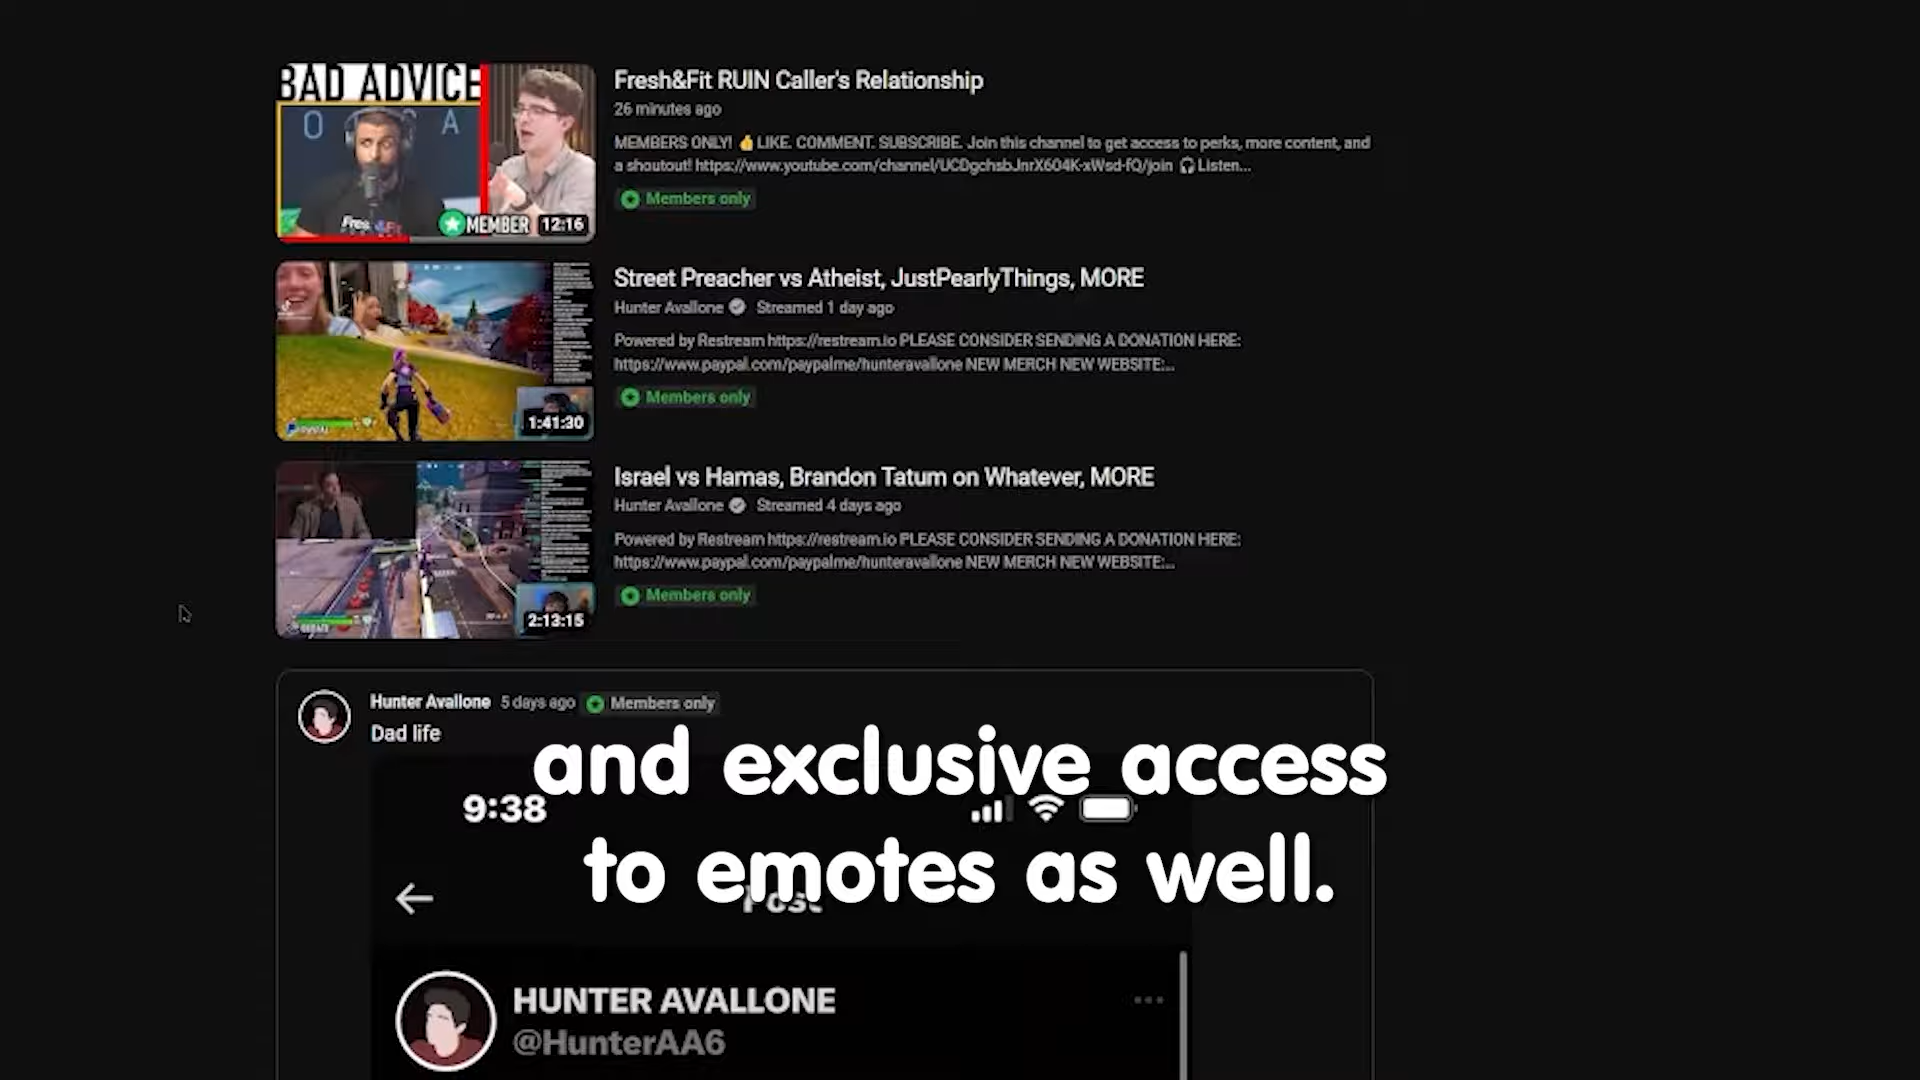 BAD ADVICE
O A
Fresh&Fit
MEMBER 12:16
Fresh&Fit RUIN Caller's Relationship
26 minutes ago
MEMBERS ONLY! 👍 LIKE. COMMENT. SUBSCRIBE. Join this channel to get access to perks, more content, and
a shoutout! https://www.youtube.com/channel/UCDgchsbJnrX604K-xWsd-fQ/join 🎧 Listen...
Members only
1:41:30
Street Preacher vs Atheist, JustPearlyThings, MORE
Hunter Avallone Streamed 1 day ago
Powered by Restream https://restream.io PLEASE CONSIDER SENDING A DONATION HERE:
https://www.paypal.com/paypalme/hunteravallone NEW MERCH NEW WEBSITE:...
Members only
2:13:15
Israel vs Hamas, Brandon Tatum on Whatever, MORE
Hunter Avallone Streamed 4 days ago
Powered by Restream https://restream.io PLEASE CONSIDER SENDING A DONATION HERE:
https://www.paypal.com/paypalme/hunteravallone NEW MERCH NEW WEBSITE:...
Members only
Hunter Avallone 5 days ago Members only
Dad life
and exclusive access
9:38
to emotes as well.
Post
HUNTER AVALLONE
@HunterAA6